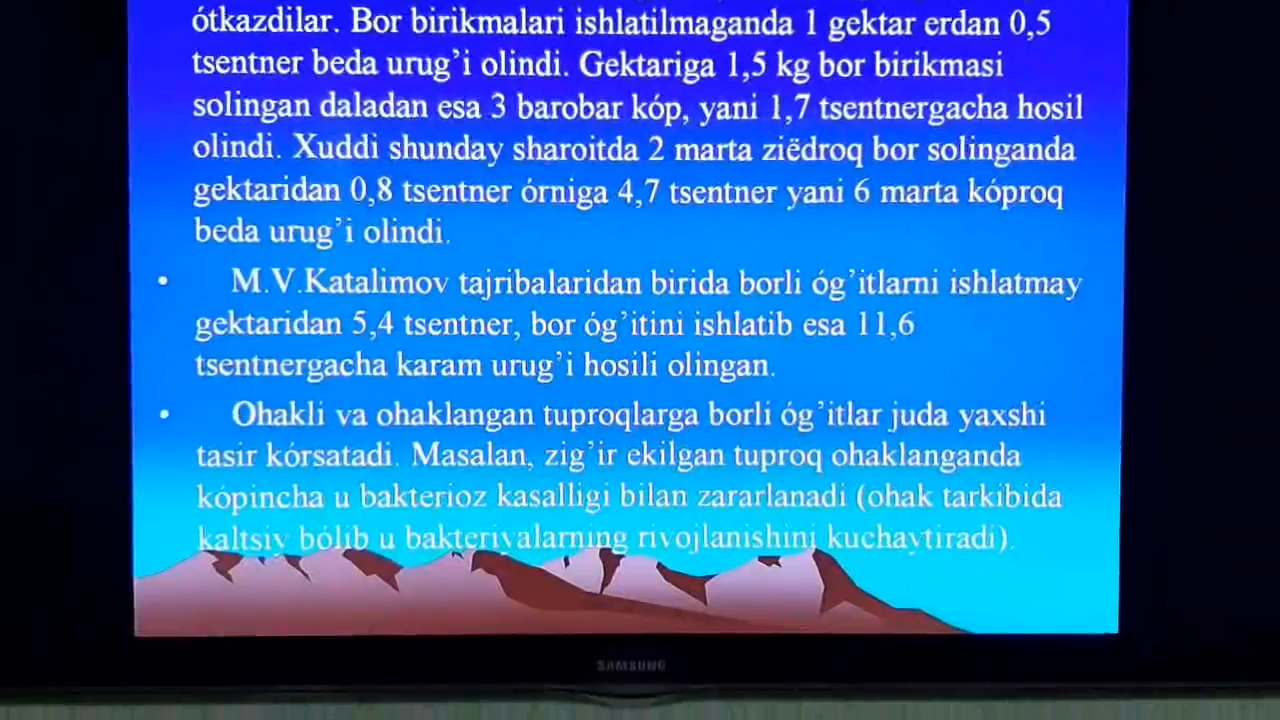 ótkazdilar. Bor birikmalari ishlatilmaganda 1 gektar erdan 0,5
tsentner beda urug’i olindi. Gektariga 1,5 kg bor birikmasi
solingan daladan esa 3 barobar kóp, yani 1,7 tsentnergacha hosil
olindi. Xuddi shunday sharoitda 2 marta ziëdroq bor solinganda
gektaridan 0,8 tsentner órniga 4,7 tsentner yani 6 marta kóproq
beda urug’i olindi.
• M.V.Katalimov tajribalaridan birida borli óg’itlarni ishlatmay
gektaridan 5,4 tsentner, bor óg’itini ishlatib esa 11,6
tsentnergacha karam urug’i hosili olingan.
• Ohakli va ohaklangan tuproqlarga borli óg’itlar juda yaxshi
tasir kórsatadi. Masalan, zig’ir ekilgan tuproq ohaklanganda
kópincha u bakterioz kasalligi bilan zararlanadi (ohak tarkibida
kaltsiy bólib u bakteriyalarning rivojlanishini kuchaytiradi).
SAMSUNG